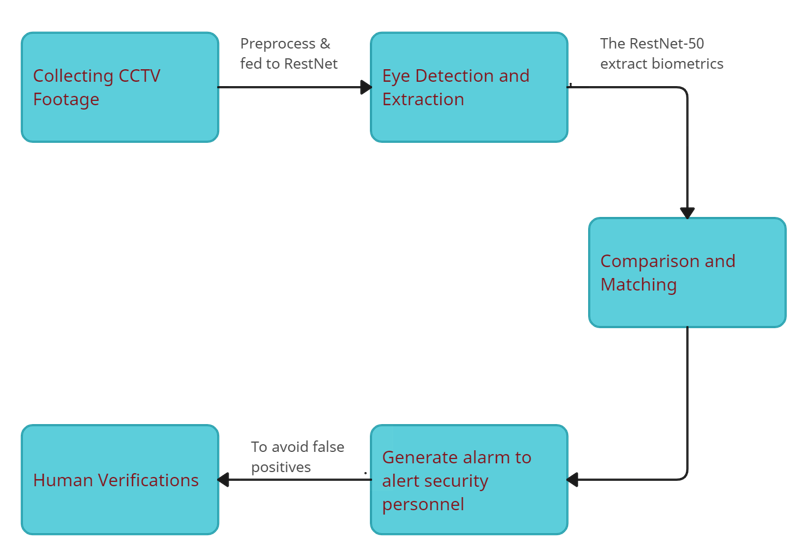 Collecting CCTV
Footage
Preprocess &
fed to RestNet
Eye Detection and
Extraction
The RestNet-50
extract biometrics
Comparison and
Matching
Generate alarm to
alert security
personnel
To avoid false
positives
Human Verifications